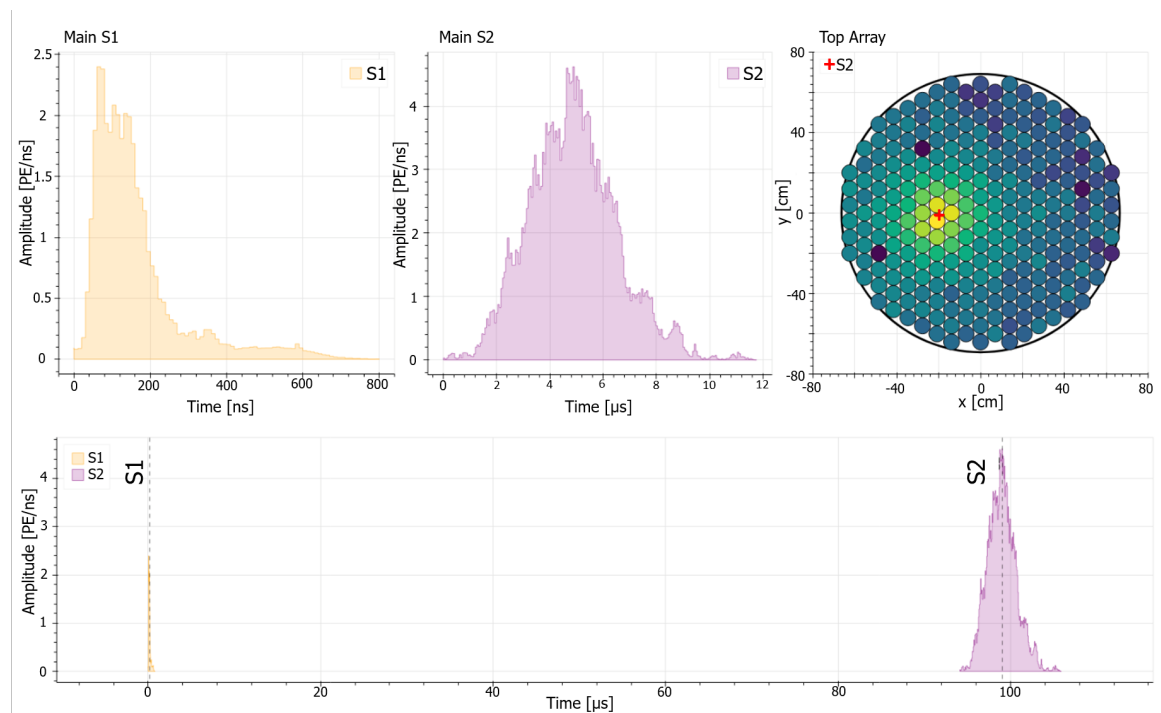 Main S1
S1
Amplitude [PE/ns]
2.5
2
1.5
1
0.5
0
0 200 400 600 800
Time [ns]
Main S2
S2
Amplitude [PE/ns]
4
3
2
1
0
0 2 4 6 8 10 12
Time [µs]
Top Array
S2
y [cm]
80
40
0
-40
-80
-80 -40 0 40 80
x [cm]
S1
S2
S1
S2
Amplitude [PE/ns]
4
3
2
1
0
0 20 40 60 80 100
Time [µs]